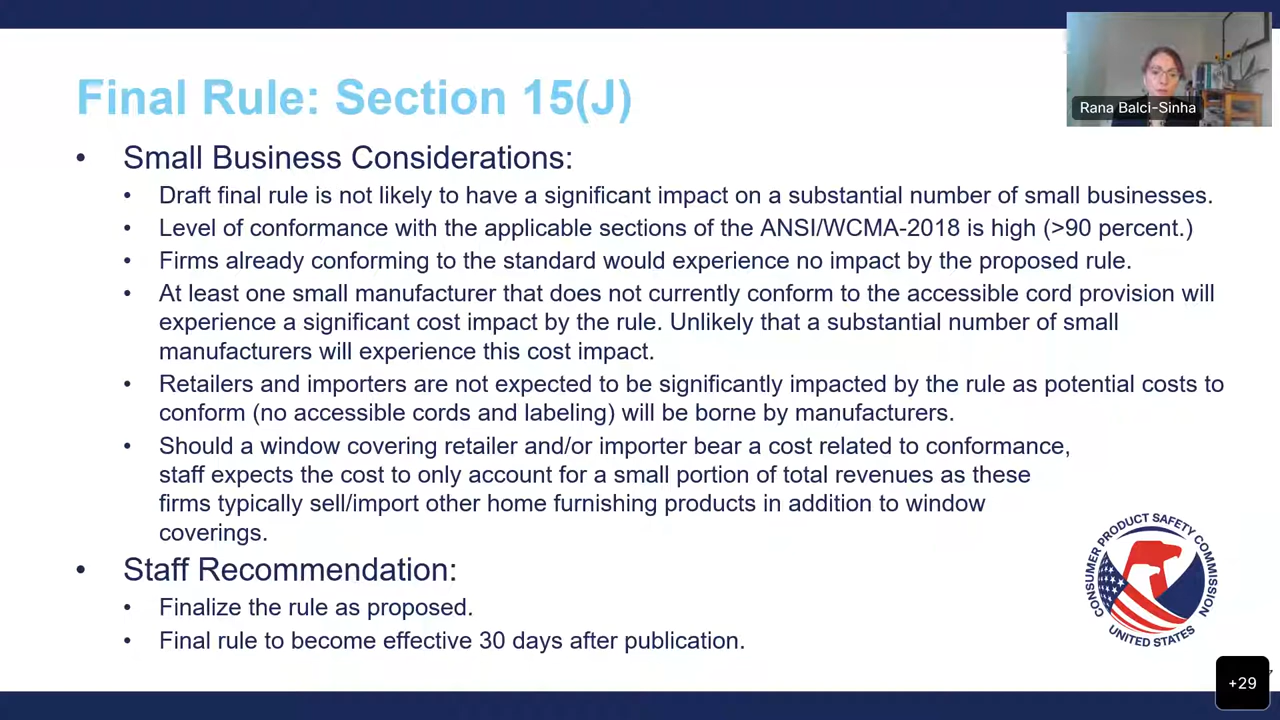 Final Rule: Section 15(J)
Rana Balci-Sinha
• Small Business Considerations:
• Draft final rule is not likely to have a significant impact on a substantial number of small businesses.
• Level of conformance with the applicable sections of the ANSI/WCMA-2018 is high (>90 percent.)
• Firms already conforming to the standard would experience no impact by the proposed rule.
• At least one small manufacturer that does not currently conform to the accessible cord provision will
experience a significant cost impact by the rule. Unlikely that a substantial number of small
manufacturers will experience this cost impact.
• Retailers and importers are not expected to be significantly impacted by the rule as potential costs to
conform (no accessible cords and labeling) will be borne by manufacturers.
• Should a window covering retailer and/or importer bear a cost related to conformance,
staff expects the cost to only account for a small portion of total revenues as these
firms typically sell/import other home furnishing products in addition to window
coverings.
• Staff Recommendation:
• Finalize the rule as proposed.
• Final rule to become effective 30 days after publication.
CONSUMER PRODUCT SAFETY COMMISSION
UNITED STATES
+29